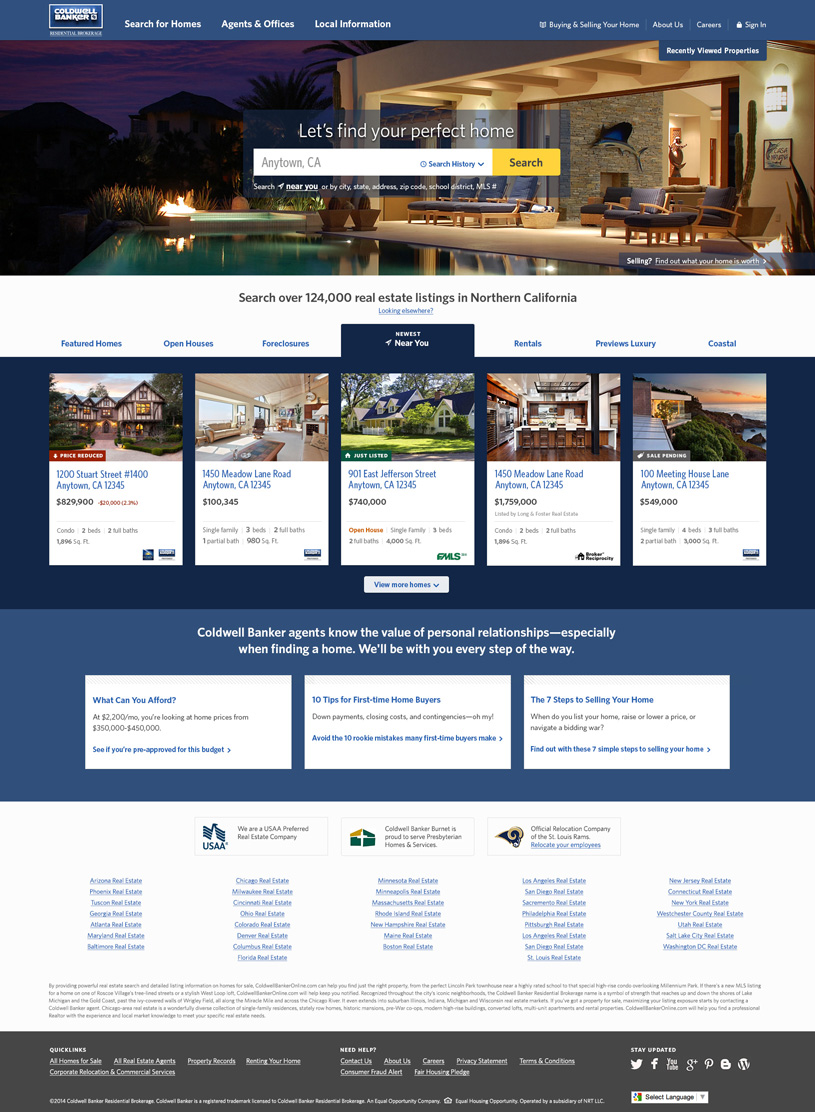 COLDWELL
BANKER
RESIDENTIAL BROKERAGE
Search for Homes Agents & Offices Local Information
Buying & Selling Your Home About Us Careers Sign In
Recently Viewed Properties
Let's find your perfect home
Anytown, CA Search History Search
Search near you or by city, state, address, zip code, school district, MLS #
Selling? Find out what your home is worth
Search over 124,000 real estate listings in Northern California
Looking elsewhere?
Featured Homes Open Houses Foreclosures NEWEST Near You Rentals Previews Luxury Coastal
PRICE REDUCED
1200 Stuart Street #1400
Anytown, CA 12345
$829,900 -$20,000 (2.3%)
Condo 2 beds 2 full baths
1,896 Sq. Ft.
1450 Meadow Lane Road
Anytown, CA 12345
$100,345
Single family 3 beds 2 full baths
1 partial bath 980 Sq. Ft.
JUST LISTED
901 East Jefferson Street
Anytown, CA 12345
$740,000
Open House Single Family 3 beds
2 full baths 4,000 Sq. Ft.
FMLS
1450 Meadow Lane Road
Anytown, CA 12345
$1,759,000
Listed by Long & Foster Real Estate
Condo 2 beds 2 full baths
1,896 Sq. Ft.
Broker Reciprocity
SALE PENDING
100 Meeting House Lane
Anytown, CA 12345
$549,000
Single family 4 beds 3 full baths
2 partial bath 3,000 Sq. Ft.
View more homes
Coldwell Banker agents know the value of personal relationships—especially
when finding a home. We'll be with you every step of the way.
What Can You Afford?
At $2,200/mo, you're looking at home prices from
$350,000-$450,000.
See if you're pre-approved for this budget
10 Tips for First-time Home Buyers
Down payments, closing costs, and contingencies—oh my!
Avoid the 10 rookie mistakes many first-time buyers make
The 7 Steps to Selling Your Home
When do you list your home, raise or lower a price, or
navigate a bidding war?
Find out with these 7 simple steps to selling your home
USAA
We are a USAA Preferred
Real Estate Company
Coldwell Banker Burnet is
proud to serve Presbyterian
Homes & Services.
Official Relocation Company
of the St. Louis Rams.
Relocate your employees
Arizona Real Estate Chicago Real Estate Minnesota Real Estate Los Angeles Real Estate New Jersey Real Estate
Phoenix Real Estate Milwaukee Real Estate Minneapolis Real Estate San Diego Real Estate Connecticut Real Estate
Tuscon Real Estate Cincinnati Real Estate Massachusetts Real Estate Sacremento Real Estate New York Real Estate
Georgia Real Estate Ohio Real Estate Rhode Island Real Estate Philadelphia Real Estate Westchester County Real Estate
Atlanta Real Estate Colorado Real Estate New Hampshire Real Estate Pittsburgh Real Estate Utah Real Estate
Maryland Real Estate Denver Real Estate Maine Real Estate Los Angeles Real Estate Salt Lake City Real Estate
Baltimore Real Estate Columbus Real Estate Boston Real Estate San Diego Real Estate Washington DC Real Estate
Florida Real Estate St. Louis Real Estate
By providing powerful real estate search and detailed listing information on homes for sale, ColdwellBankerOnline.com can help you find just the right property, from the perfect Lincoln Park townhouse near a highly rated school to that special high-rise condo overlooking Millennium Park. If there's a new MLS listing
for a home on one of Roscoe Village's tree-lined streets or a stylish West Loop loft, ColdwellBankerOnline.com will help keep you notified. Recognized throughout the city's iconic neighborhoods, the Coldwell Banker Residential Brokerage name is a symbol of strength that reaches up and down the shores of Lake
Michigan and the Gold Coast, past the ivy-covered walls of Wrigley Field, all along the Miracle Mile and across the Chicago River. It even extends into suburban Illinois, Indiana, Michigan and Wisconsin real estate markets. If you've got a property for sale, maximizing your listing exposure starts by contacting a
Coldwell Banker agent. Chicago-area real estate is a wonderfully diverse collection of single-family residences, stately row homes, historic mansions, pre-War co-ops, modern high-rise buildings, converted lofts, multi-unit apartments and rental properties. ColdwellBankerOnline.com will help you find a professional
Realtor with the experience and local market knowledge to meet your specific real estate needs.
QUICKLINKS
All Homes for Sale All Real Estate Agents Property Records Renting Your Home
Corporate Relocation & Commercial Services
NEED HELP?
Contact Us About Us Careers Privacy Statement Terms & Conditions
Consumer Fraud Alert Fair Housing Pledge
STAY UPDATED
You Tube
©2014 Coldwell Banker Residential Brokerage. Coldwell Banker is a registered trademark licensed to Coldwell Banker Residential Brokerage. An Equal Opportunity Company. Equal Housing Opportunity. Operated by a subsidiary of NRT LLC.
Select Language